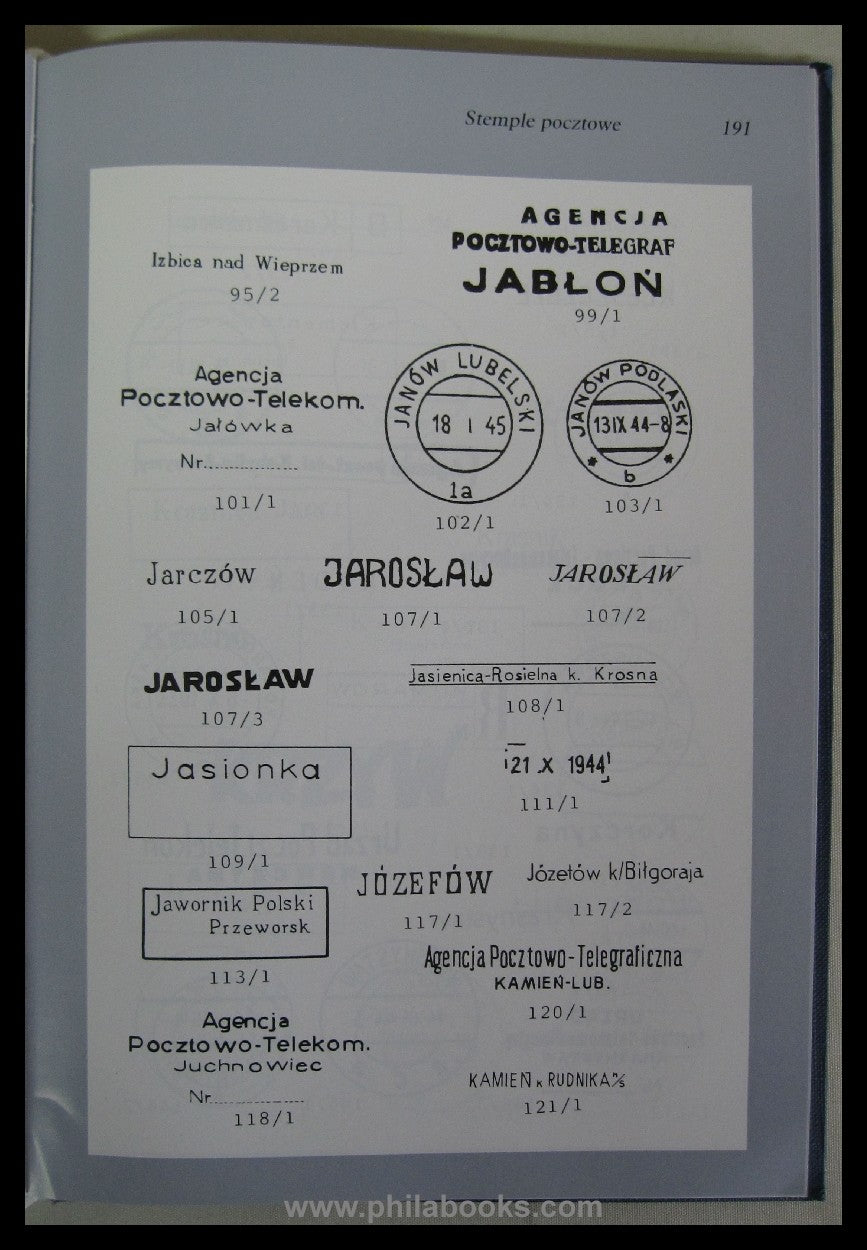 Stemple pocztowe 191
Izbica nad Wieprzem
95/2
AGENCJA
POCZTOWO-TELEGRAF
JABŁOŃ
99/1
Agencja
Pocztowo-Telekom.
Jałówka
Nr...................
101/1
JANÓW LUBELSKI
18 I 45
1a
102/1
JANÓW PODLASKI
13 IX 44-8
* b *
103/1
Jarczów
105/1
JAROSŁAW
107/1
JAROSŁAW
107/2
JAROSŁAW
107/3
Jasienica-Rosielna k. Krosna
108/1
Jasionka
109/1
21 X 1944
111/1
Jawornik Polski
Przeworsk
113/1
JÓZEFÓW
117/1
Józefów k/Biłgoraja
117/2
Agencja Pocztowo-Telegraficzna
KAMIEŃ-LUB.
120/1
Agencja
Pocztowo-Telekom.
Juchnowiec
Nr...................
118/1
KAMIEŃ K RUDNIKA n/S
121/1
www.philabooks.com